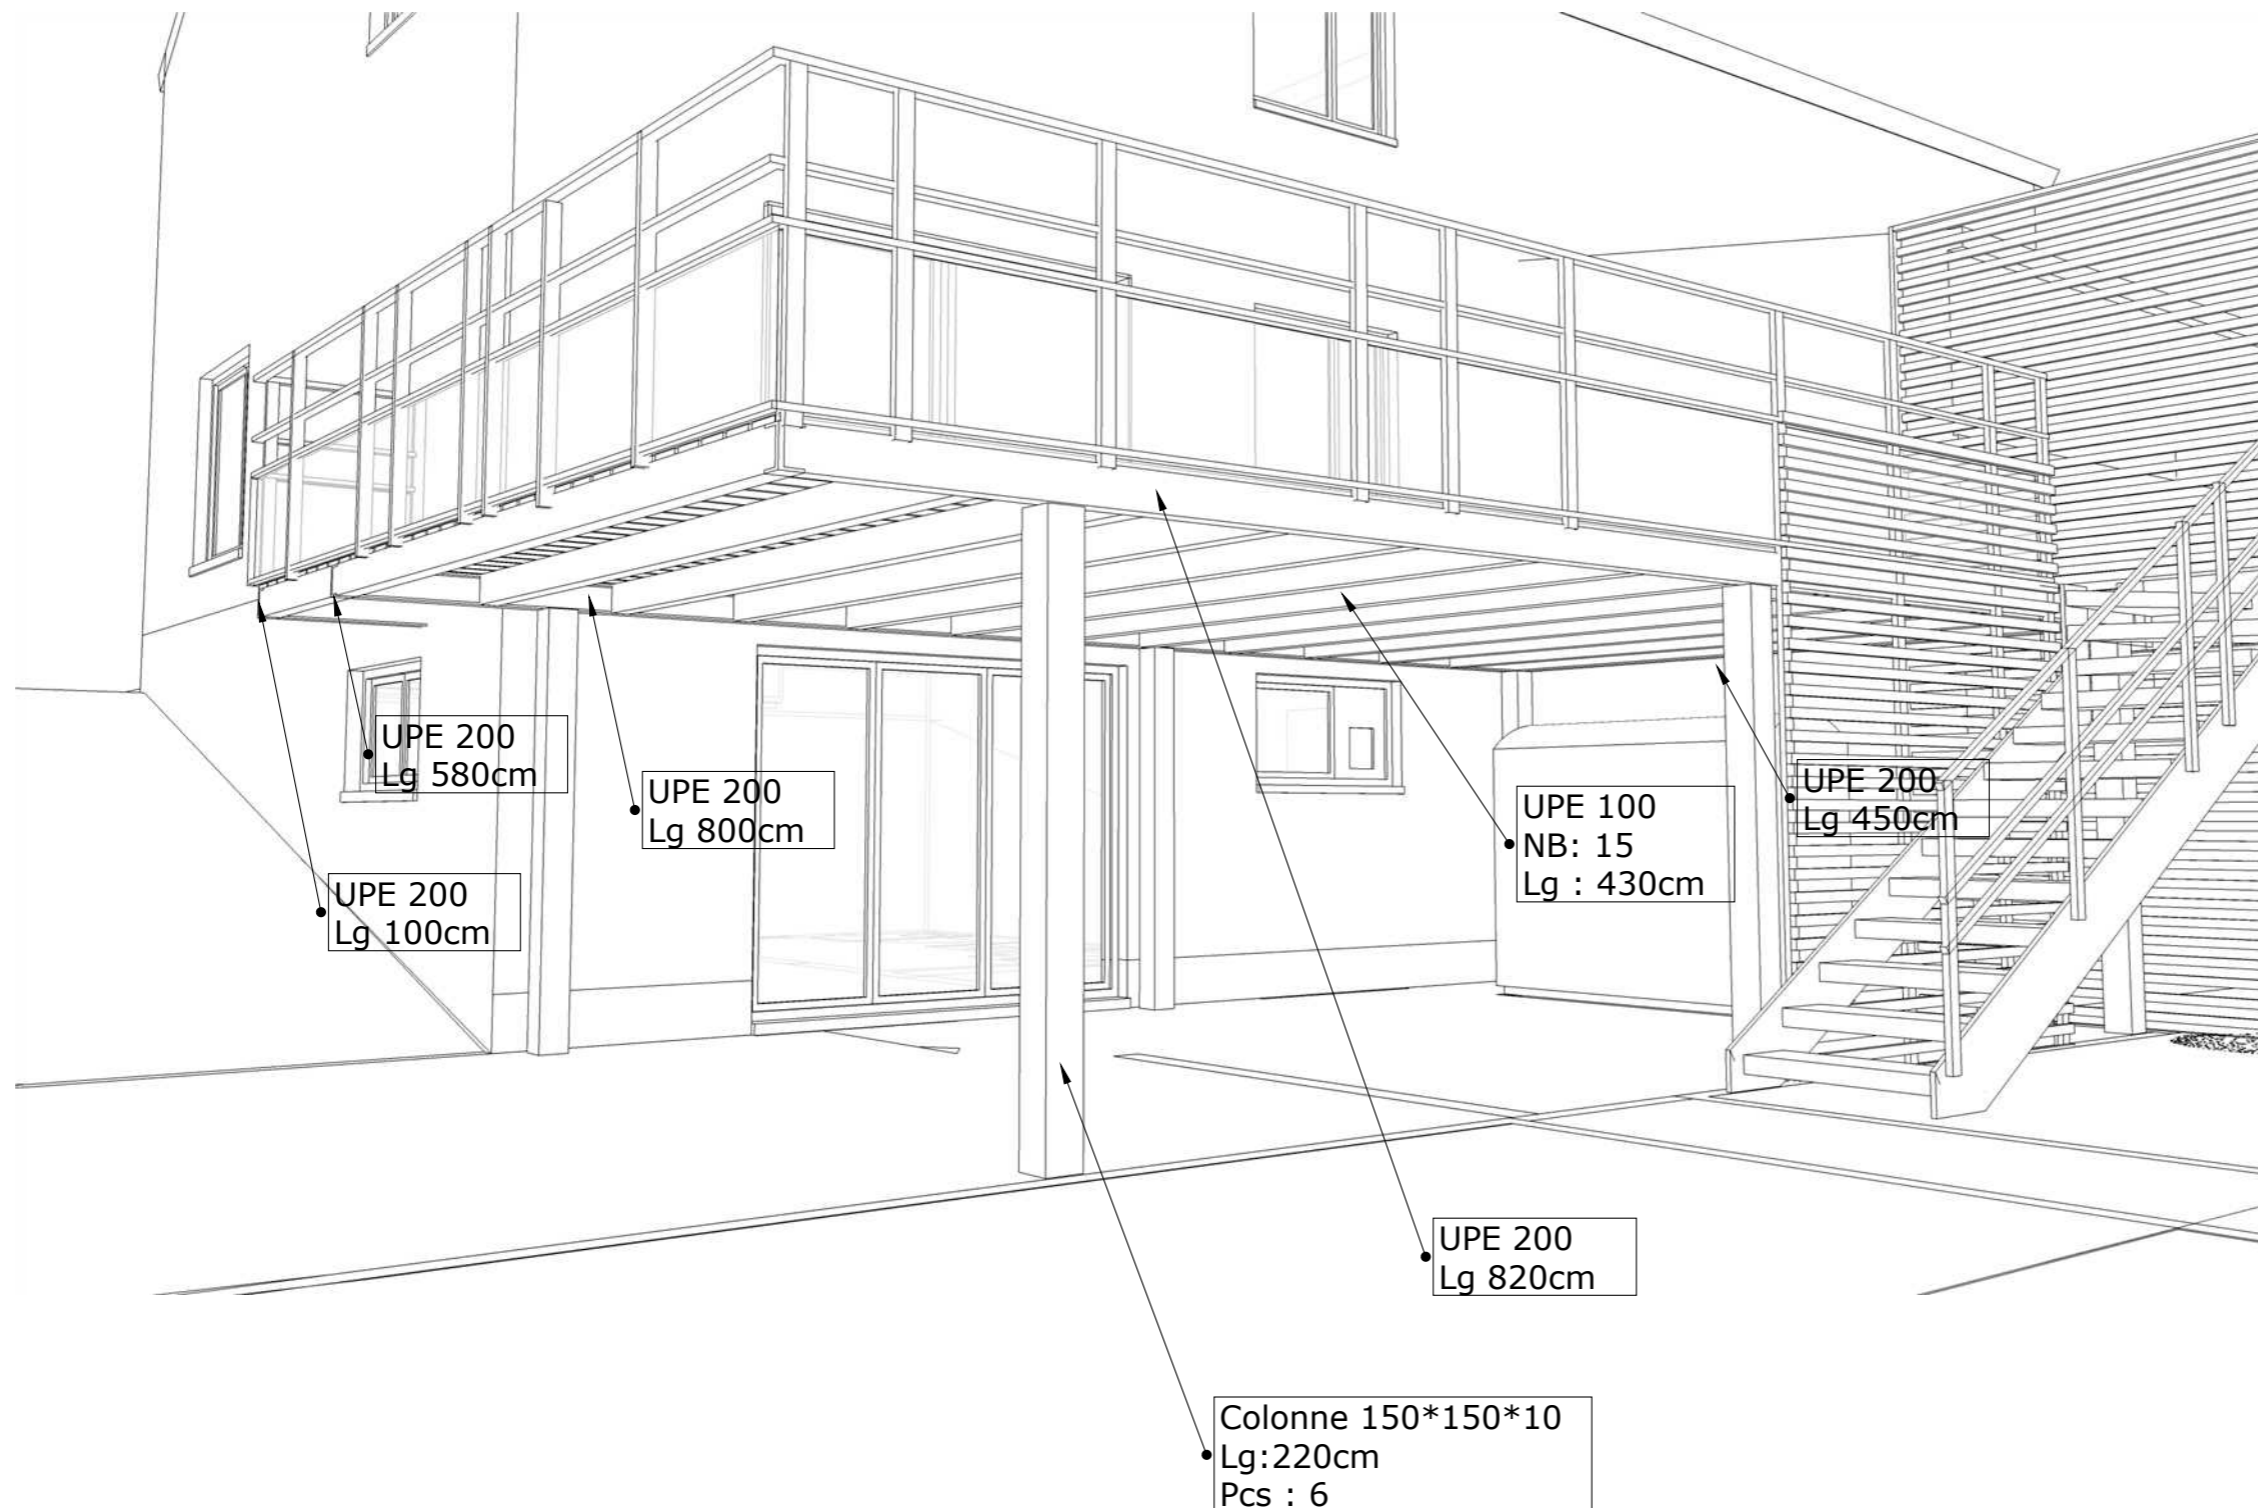 UPE 200
Lg 580cm
UPE 200
Lg 800cm
UPE 200
Lg 450cm
UPE 100
NB: 15
Lg : 430cm
UPE 200
Lg 100cm
UPE 200
Lg 820cm
Colonne 150*150*10
Lg:220cm
Pcs : 6